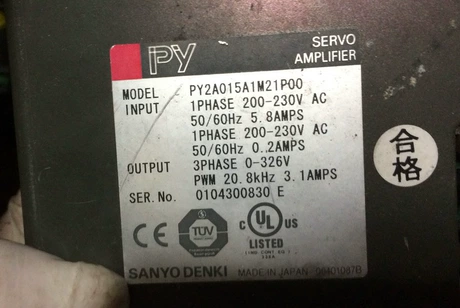 PY
SERVO
AMPLIFIER
MODEL PY2A015A1M21P00
INPUT 1PHASE 200-230V AC
50/60Hz 5.8AMPS
1PHASE 200-230V AC
50/60Hz 0.2AMPS
OUTPUT 3PHASE 0-326V
PWM 20.8kHz 3.1AMPS
SER. No. 0104300830 E
合格
CE
TUV
C UL US
LISTED
SANYO DENKI MADE IN JAPAN